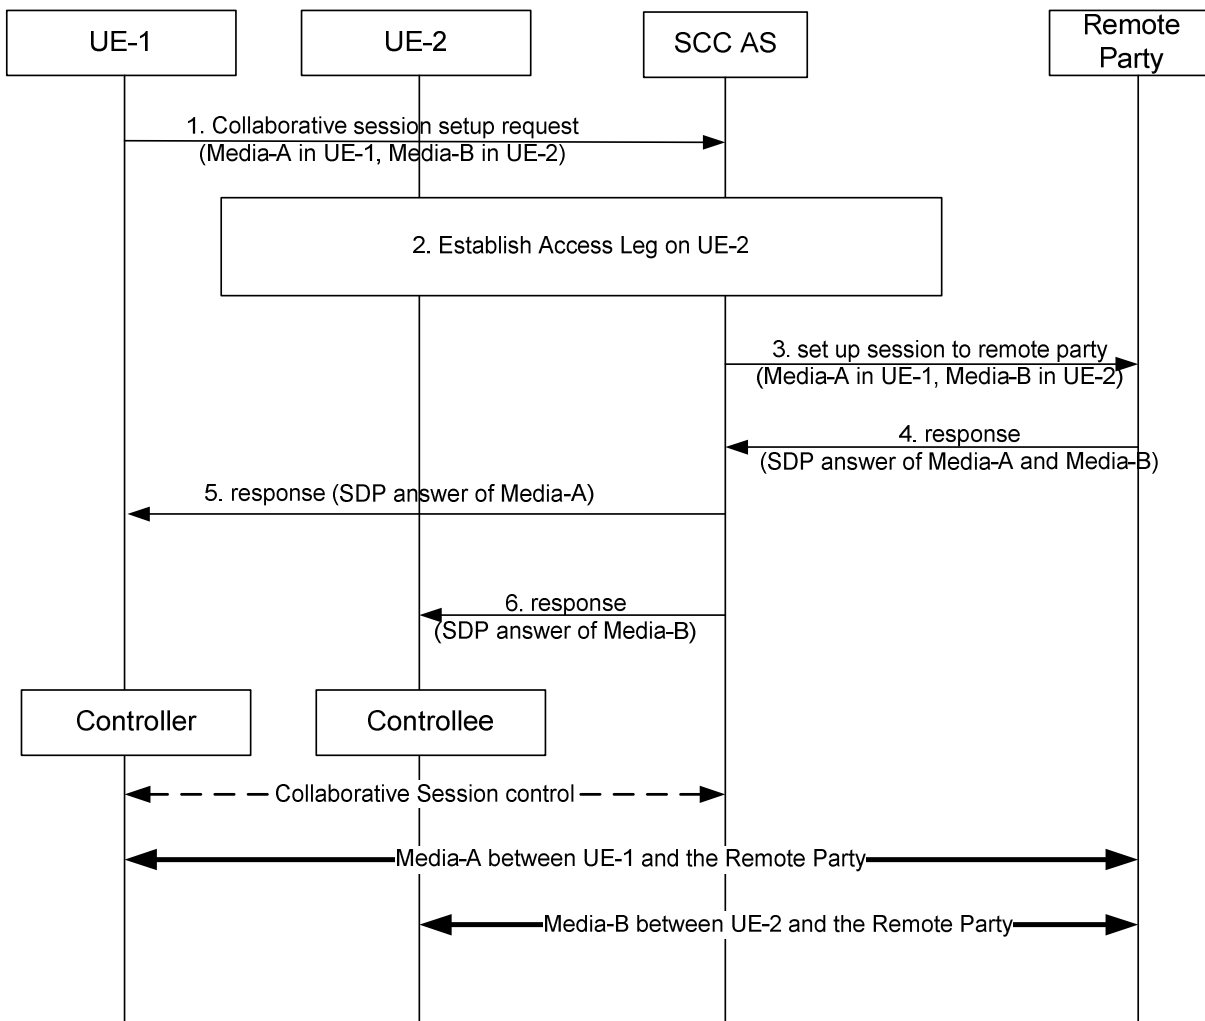 UE-1
UE-2
SCC AS
Remote
Party
1. Collaborative session setup request
(Media-A in UE-1, Media-B in UE-2)
2. Establish Access Leg on UE-2
3. set up session to remote party
(Media-A in UE-1, Media-B in UE-2)
4. response
(SDP answer of Media-A and Media-B)
5. response (SDP answer of Media-A)
6. response
(SDP answer of Media-B)
Controller
Controllee
Collaborative Session control
Media-A between UE-1 and the Remote Party
Media-B between UE-2 and the Remote Party